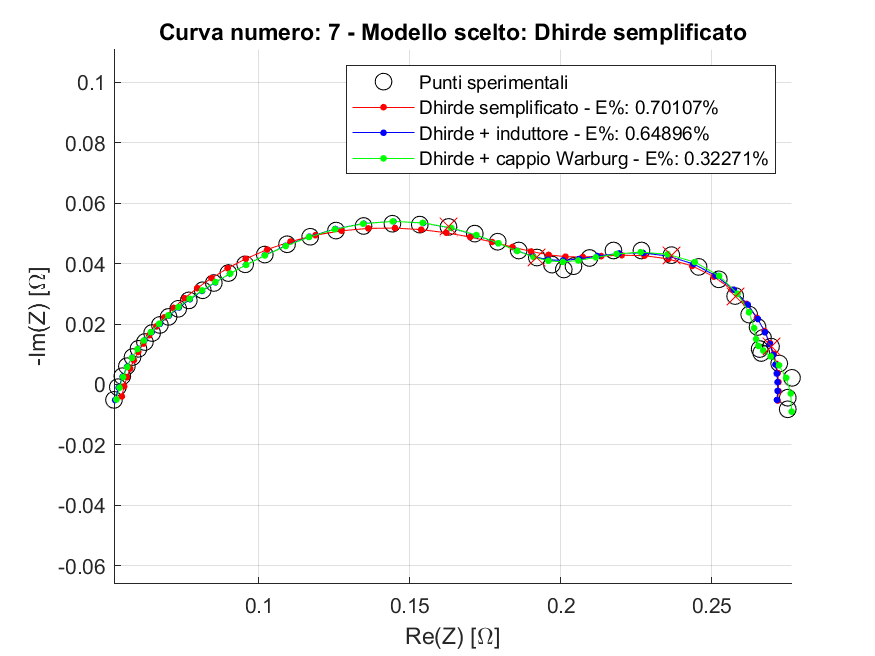 Curva numero: 7 - Modello scelto: Dhirde semplificato
Punti sperimentali
Dhirde semplificato - E%: 0.70107%
Dhirde + induttore - E%: 0.64896%
Dhirde + cappio Warburg - E%: 0.32271%
-Im(Z) [Ω]
0.1
0.08
0.06
0.04
0.02
0
-0.02
-0.04
-0.06
0.1 0.15 0.2 0.25
Re(Z) [Ω]